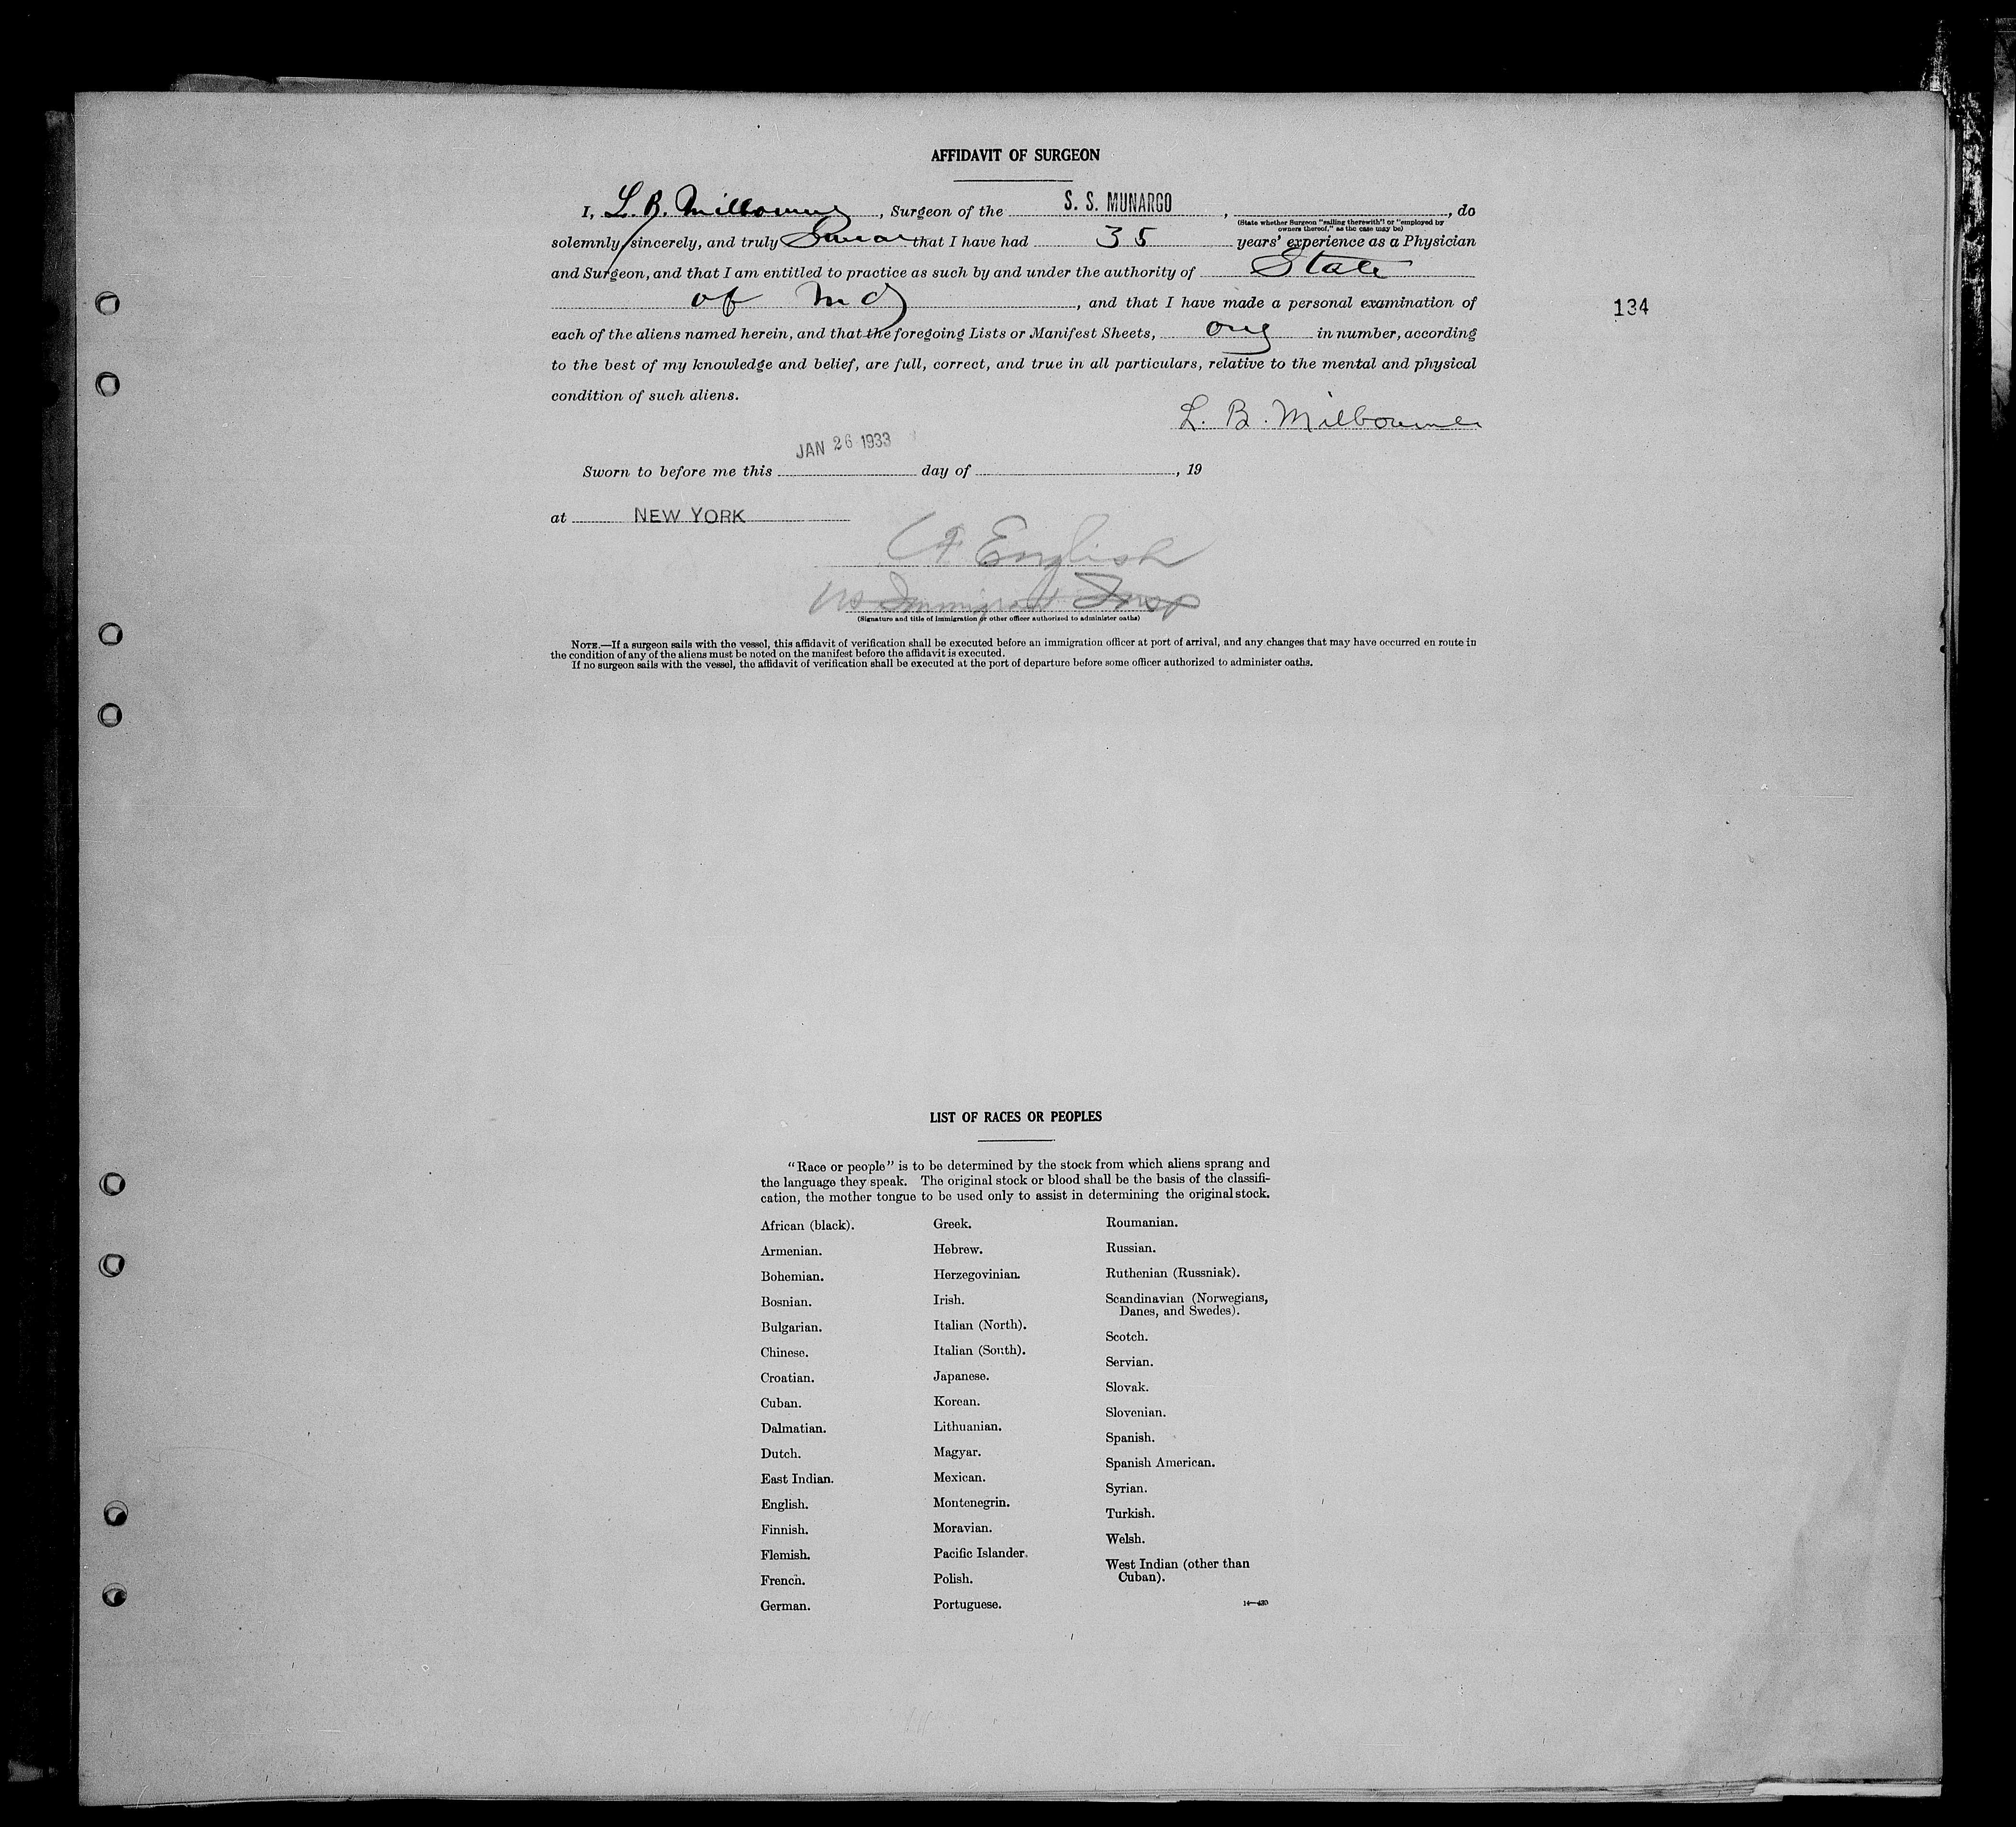 AFFIDAVIT OF SURGEON
I, L. B. Milbourne, Surgeon of the S. S. MUNARGO, , do
(State whether Surgeon "sailing therewith" or "employed by
owners thereof," as the case may be)
solemnly, sincerely, and truly Swear that I have had 35 years' experience as a Physician
and Surgeon, and that I am entitled to practice as such by and under the authority of State
of Md, and that I have made a personal examination of
each of the aliens named herein, and that the foregoing Lists or Manifest Sheets, one in number, according
to the best of my knowledge and belief, are full, correct, and true in all particulars, relative to the mental and physical
condition of such aliens.
134
L. B. Milbourne
JAN 26 1933
Sworn to before me this day of , 19
at NEW YORK
English
US Immigrant Insp
(Signature and title of immigration or other officer authorized to administer oaths)
NOTE.—If a surgeon sails with the vessel, this affidavit of verification shall be executed before an immigration officer at port of arrival, and any changes that may have occurred en route in
the condition of any of the aliens must be noted on the manifest before the affidavit is executed.
If no surgeon sails with the vessel, the affidavit of verification shall be executed at the port of departure before some officer authorized to administer oaths.
LIST OF RACES OR PEOPLES
"Race or people" is to be determined by the stock from which aliens sprang and
the language they speak. The original stock or blood shall be the basis of the classifi-
cation, the mother tongue to be used only to assist in determining the original stock.
African (black).
Armenian.
Bohemian.
Bosnian.
Bulgarian.
Chinese.
Croatian.
Cuban.
Dalmatian.
Dutch.
East Indian.
English.
Finnish.
Flemish.
French.
German.
Greek.
Hebrew.
Herzegovinian.
Irish.
Italian (North).
Italian (South).
Japanese.
Korean.
Lithuanian.
Magyar.
Mexican.
Montenegrin.
Moravian.
Pacific Islander.
Polish.
Portuguese.
Roumanian.
Russian.
Ruthenian (Russniak).
Scandinavian (Norwegians,
Danes, and Swedes).
Scotch.
Servian.
Slovak.
Slovenian.
Spanish.
Spanish American.
Syrian.
Turkish.
Welsh.
West Indian (other than
Cuban).